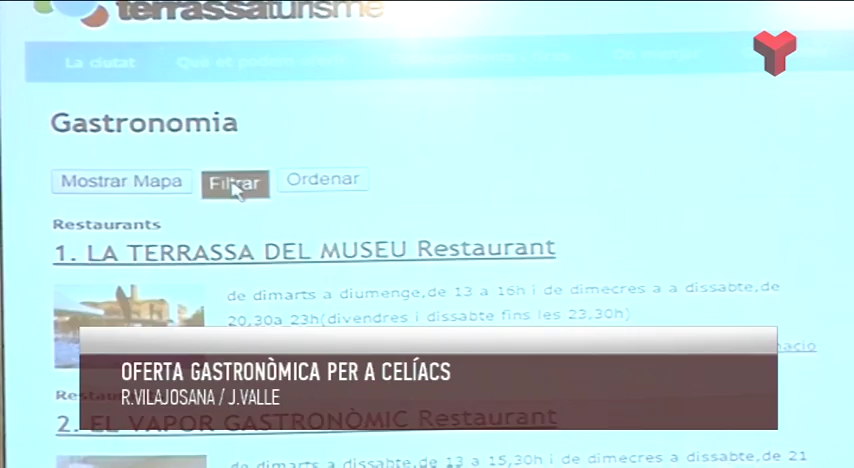 terrassaturisme
La ciutat
Gastronomia
Mostrar Mapa Filtrar Ordenar
Restaurants
1. LA TERRASSA DEL MUSEU Restaurant
de dimarts a diumenge,de 13 a 16h i de dimecres a a dissabte,de
20,30a 23h(divendres i dissabte fins les 23,30h)
OFERTA GASTRONÒMICA PER A CELÍACS
R.VILAJOSANA / J.VALLE
2. EL VAPOR GASTRONÒMIC Restaurant
de dimarts a dissabte,de 13 a 15,30h i de dimecres a dissabte,de 21